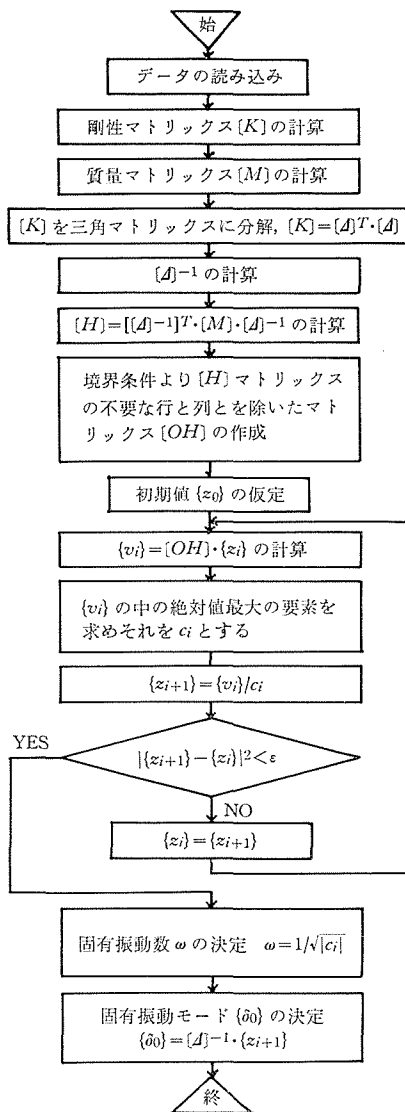 始
データの読み込み
剛性マトリックス〔K〕の計算
質量マトリックス〔M〕の計算
〔K〕を三角マトリックスに分解, 〔K〕=〔Δ〕ᵀ・〔Δ〕
〔Δ〕⁻¹の計算
〔H〕=[〔Δ〕⁻¹]ᵀ・〔M〕・〔Δ〕⁻¹の計算
境界条件より〔H〕マトリックス
の不要な行と列とを除いたマト
リックス〔OH〕の作成
初期値{z₀}の仮定
{vᵢ}=〔OH〕・{zᵢ}の計算
{vᵢ}の中の絶対値最大の要素を
求めそれをcᵢとする
{zᵢ₊₁}={vᵢ}/cᵢ
YES
|{zᵢ₊₁}−{zᵢ}|²<ε
NO
{zᵢ}={zᵢ₊₁}
固有振動数ωの決定 ω=1/√|cᵢ|
固有振動モード{δ₀}の決定
{δ₀}=〔Δ〕⁻¹・{zᵢ₊₁}
終